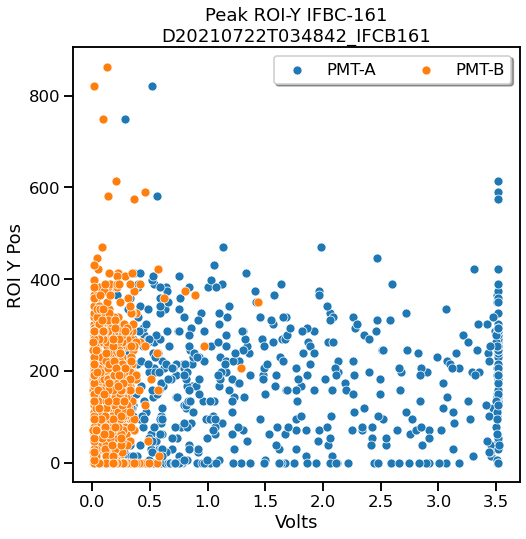 Peak ROI-Y IFBC-161
D20210722T034842_IFCB161
PMT-A PMT-B
ROI Y Pos
800
600
400
200
0
0.0 0.5 1.0 1.5 2.0 2.5 3.0 3.5
Volts